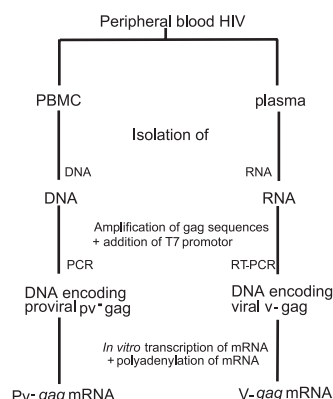 Peripheral blood HIV
PBMC plasma
Isolation of
DNA RNA
DNA RNA
Amplification of gag sequences
+ addition of T7 promotor
PCR RT-PCR
DNA encoding DNA encoding
proviral pv-gag viral v-gag
In vitro transcription of mRNA
+polyadenylation of mRNA
Pv-gag mRNA V-gag mRNA